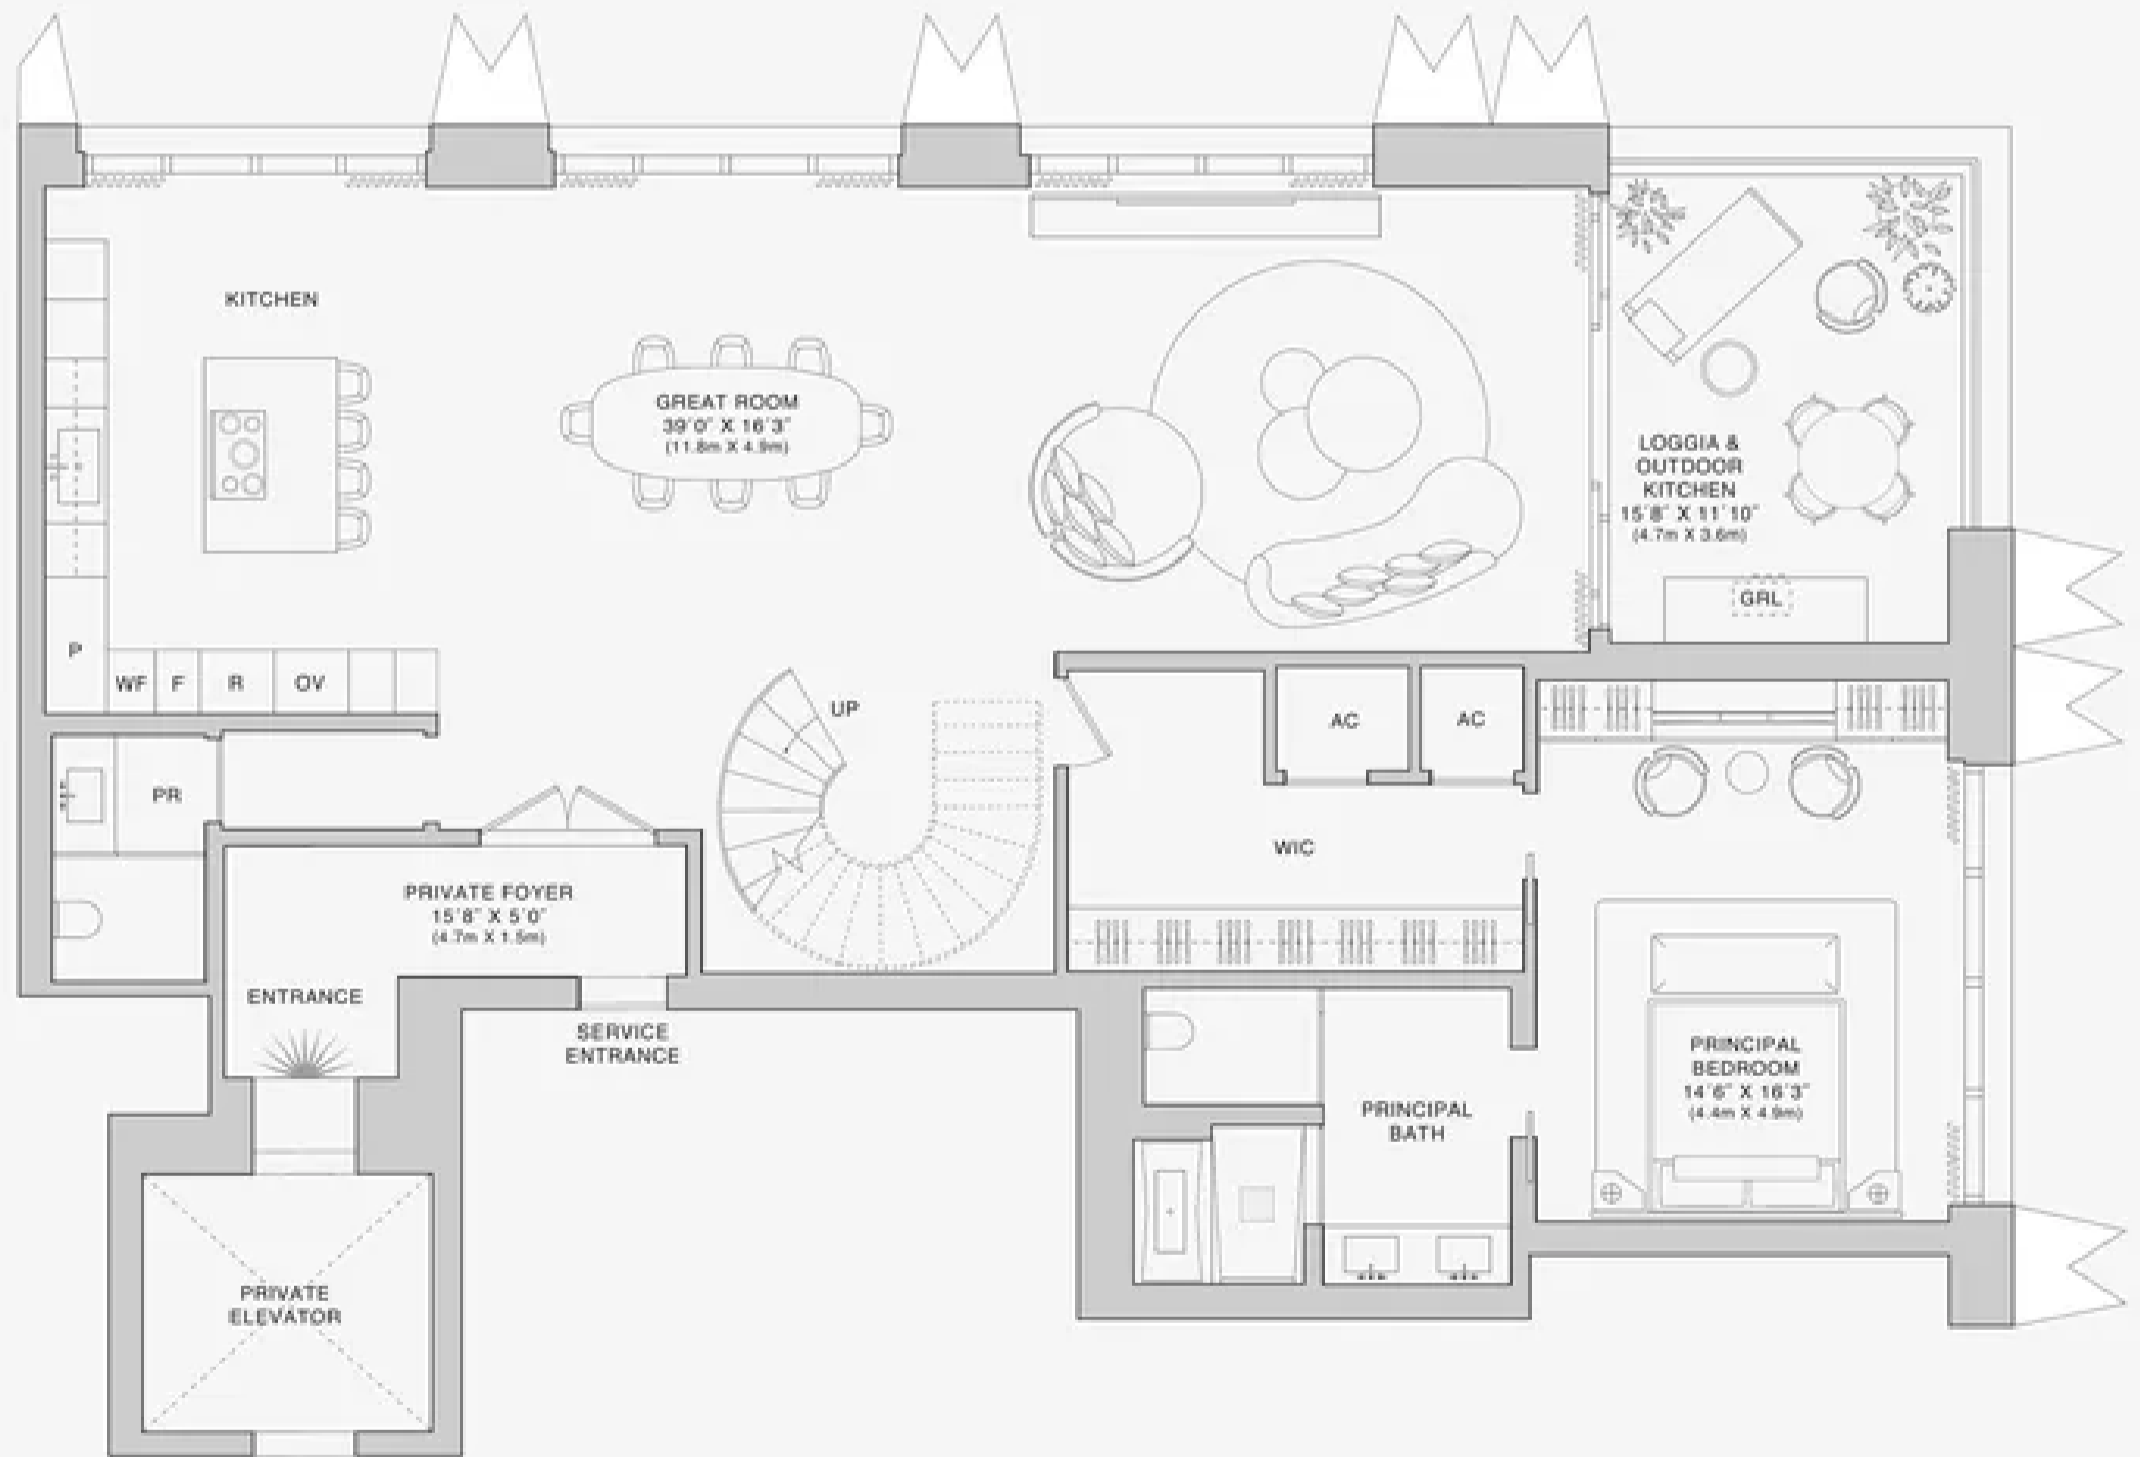 KITCHEN
GREAT ROOM
39'0" X 16'3"
(11.8m X 4.9m)
LOGGIA &
OUTDOOR
KITCHEN
15'8" X 11'10"
(4.7m X 3.6m)
GRL
P
WF
F
R
OV
UP
AC
AC
PR
WIC
PRIVATE FOYER
15'8" X 5'0"
(4.7m X 1.5m)
ENTRANCE
SERVICE
ENTRANCE
PRINCIPAL
BEDROOM
14'6" X 16'3"
(4.4m X 4.9m)
PRINCIPAL
BATH
PRIVATE
ELEVATOR